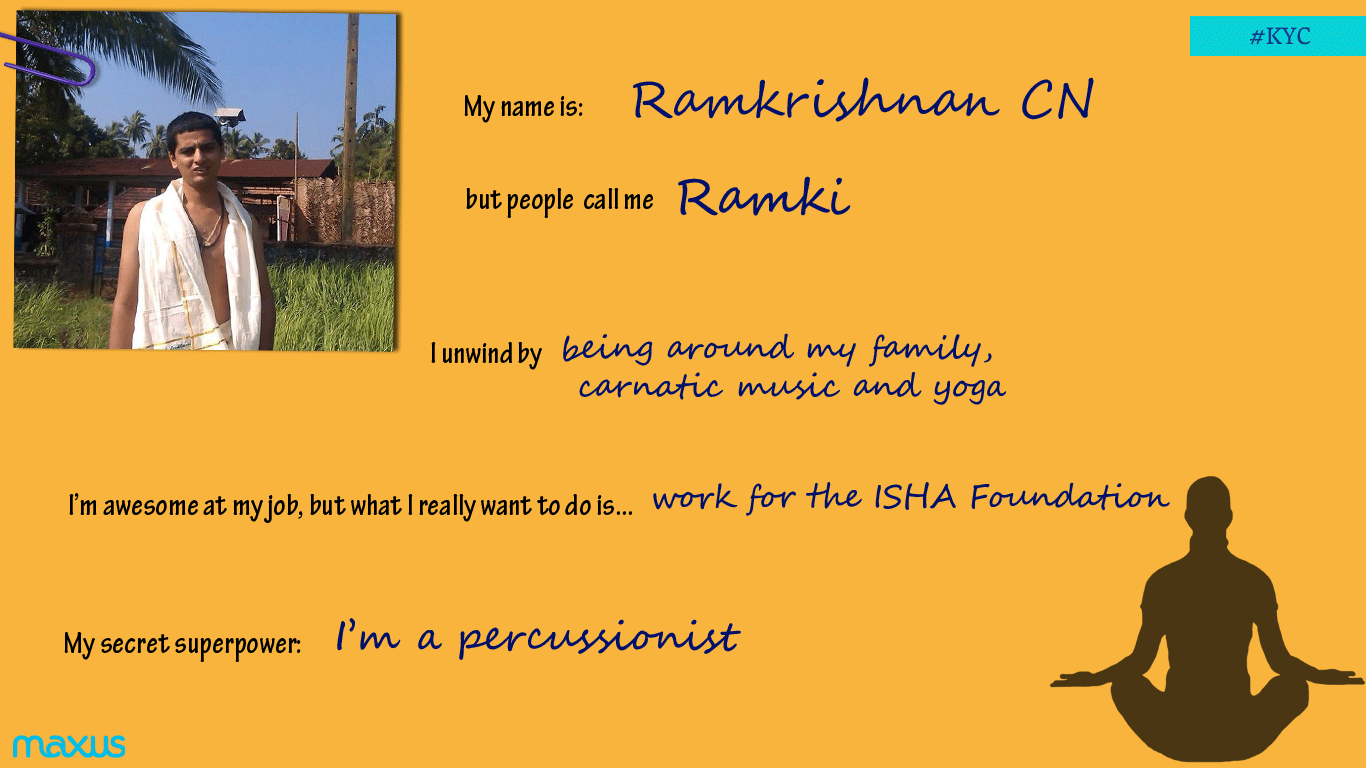 #KYC
My name is: Ramkrishnan CN
but people call me Ramki
I unwind by being around my family,
carnatic music and yoga
I'm awesome at my job, but what I really want to do is... work for the ISHA Foundation
My secret superpower: I'm a percussionist
maxus